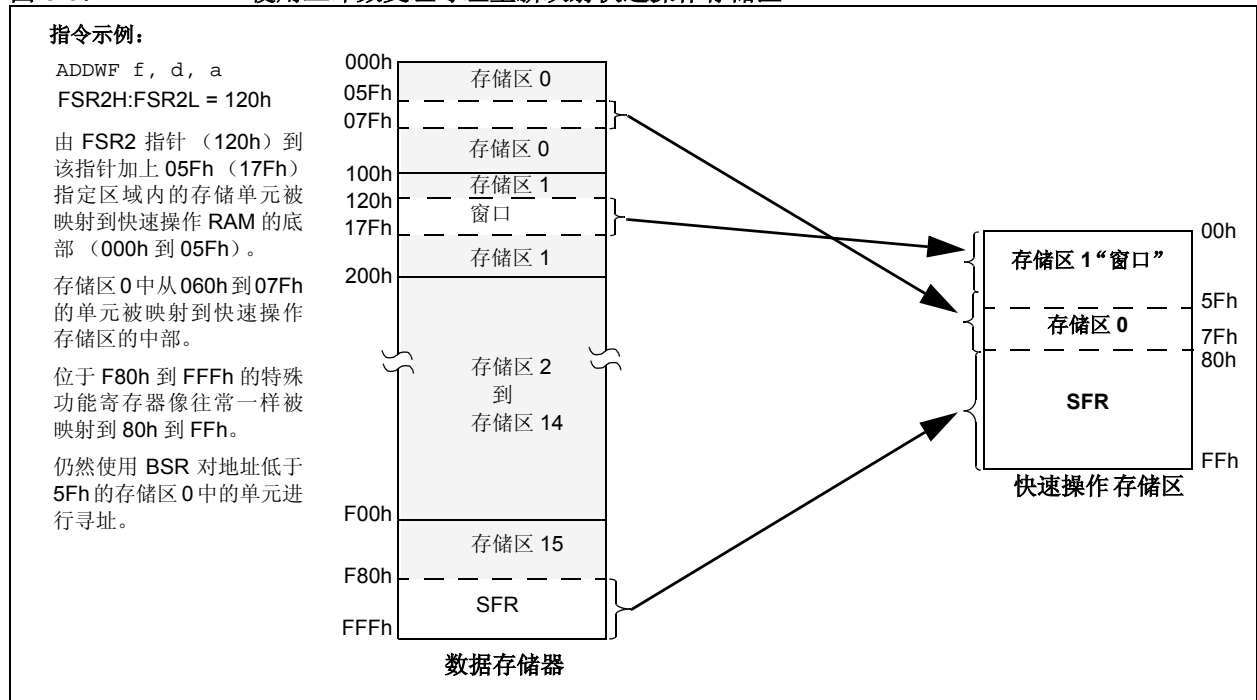 指令示例：
ADDWF f, d, a
FSR2H:FSR2L = 120h
由 FSR2 指针 （120h）到
该指针加上 05Fh （17Fh）
指定区域内的存储单元被
映射到快速操作 RAM 的底
部 （000h 到 05Fh）。
存储区 0 中从 060h 到 07Fh
的单元被映射到快速操作
存储区的中部。
位于 F80h 到 FFFh 的特殊
功能寄存器像往常一样被
映射到 80h 到 FFh。
仍然使用 BSR 对地址低于
5Fh 的存储区 0 中的单元进
行寻址。
000h
05Fh
07Fh
100h
120h
17Fh
200h
F00h
F80h
FFFh
存储区 0
存储区 0
存储区 1
窗口
存储区 1
存储区 2
到
存储区 14
存储区 15
SFR
数据存储器
存储区 1“窗口”
存储区 0
SFR
00h
5Fh
7Fh
80h
FFh
快速操作 存储区